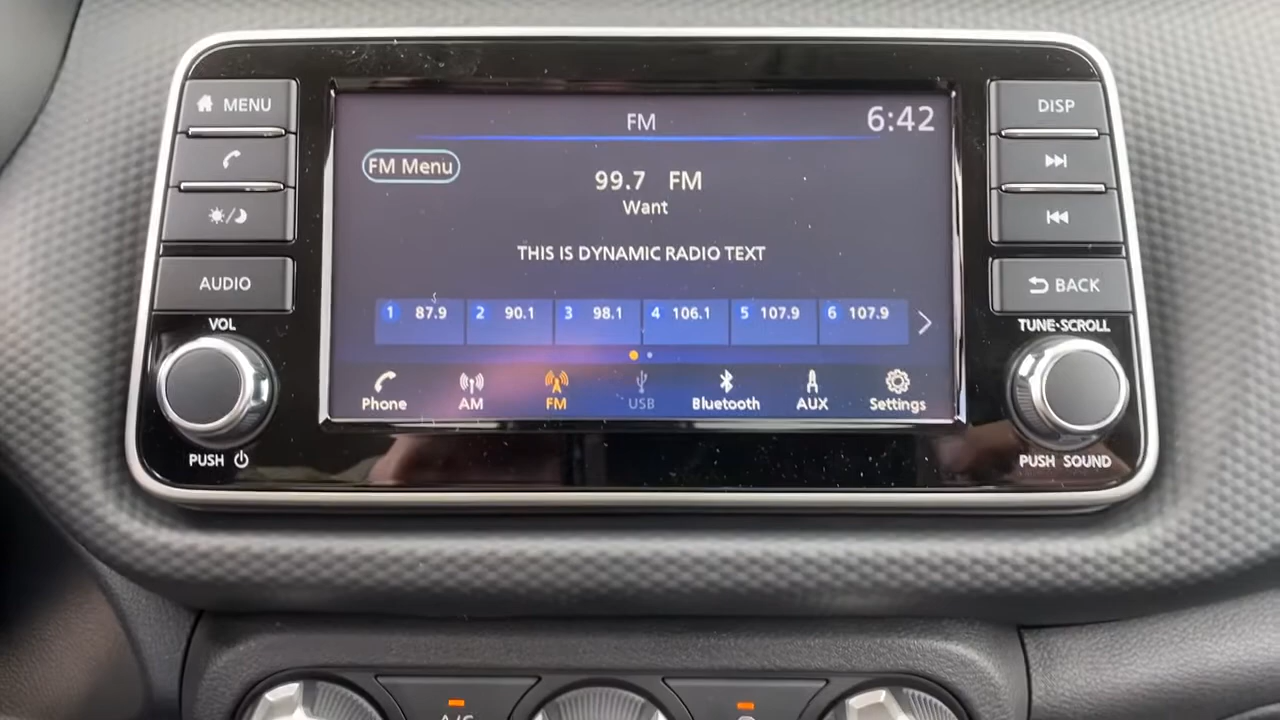 MENU
DISP
FM
6:42
FM Menu
99.7 FM
Want
THIS IS DYNAMIC RADIO TEXT
AUDIO
BACK
1 87.9 2 90.1 3 98.1 4 106.1 5 107.9 6 107.9
VOL
TUNE·SCROLL
Phone AM FM USB Bluetooth AUX Settings
PUSH
PUSH SOUND
A/C